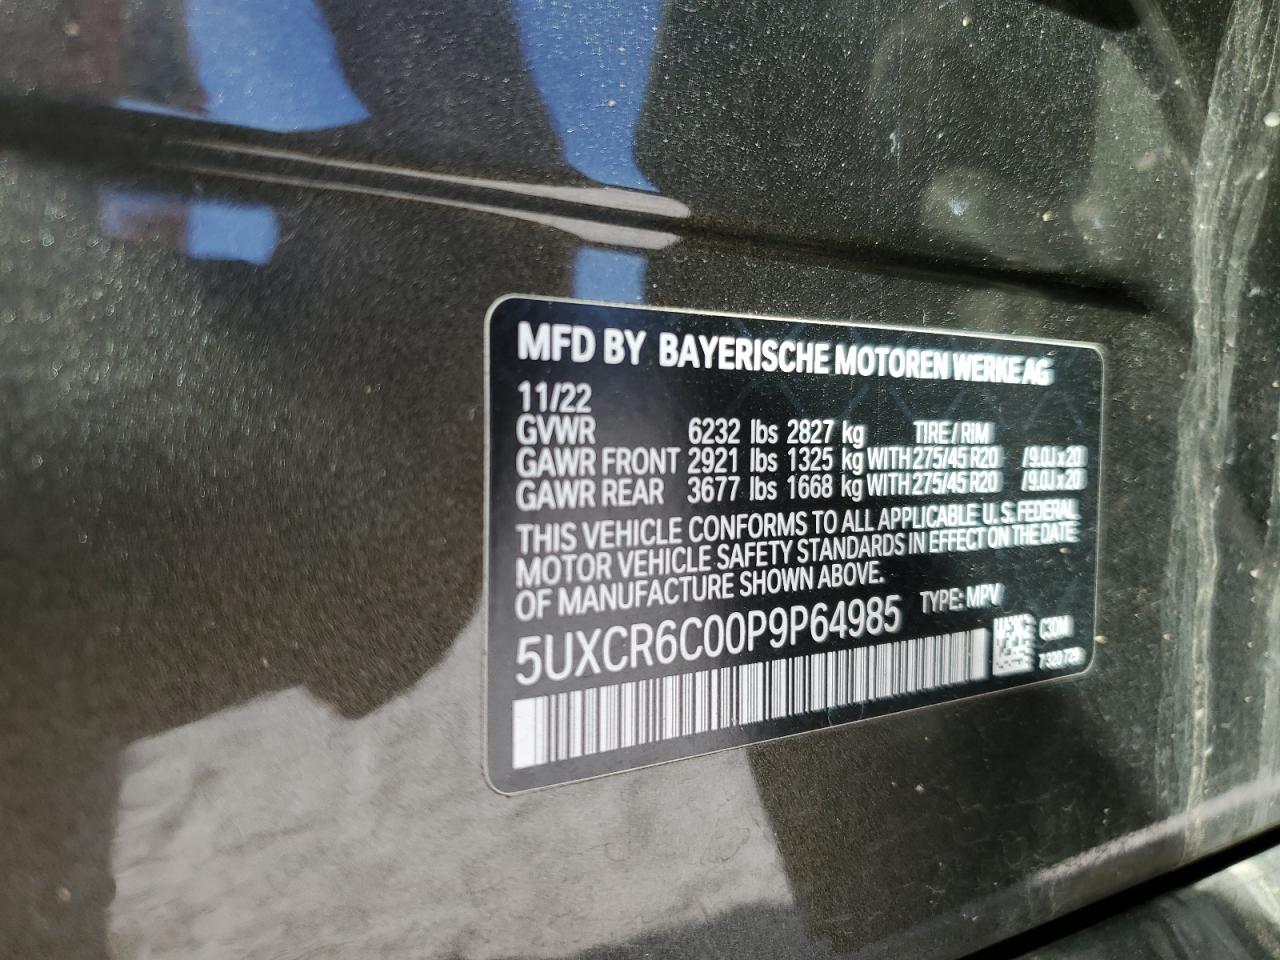 MFD BY BAYERISCHE MOTOREN WERKE AG
11/22
GVWR 6232 lbs 2827 kg TIRE / RIM
GAWR FRONT 2921 lbs 1325 kg WITH 275/45 R20 /9.0J x 20
GAWR REAR 3677 lbs 1668 kg WITH 275/45 R20 /9.0J x 20
THIS VEHICLE CONFORMS TO ALL APPLICABLE U.S. FEDERAL
MOTOR VEHICLE SAFETY STANDARDS IN EFFECT ON THE DATE
OF MANUFACTURE SHOWN ABOVE.
5UXCR6C00P9P64985 TYPE: MPV
C30M
7320729